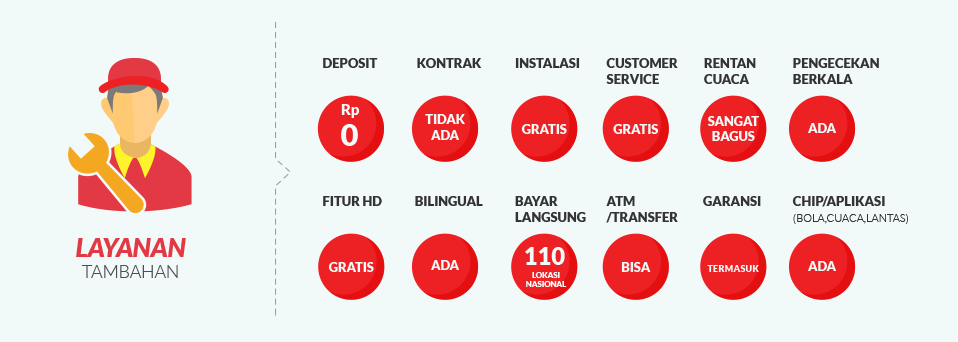 LAYANAN
TAMBAHAN
DEPOSIT
Rp
0
KONTRAK
TIDAK
ADA
INSTALASI
GRATIS
CUSTOMER
SERVICE
GRATIS
RENTAN
CUACA
SANGAT
BAGUS
PENGECEKAN
BERKALA
ADA
FITUR HD
GRATIS
BILINGUAL
ADA
BAYAR
LANGSUNG
110
LOKASI
NASIONAL
ATM
/TRANSFER
BISA
GARANSI
TERMASUK
CHIP/APLIKASI
(BOLA,CUACA,LANTAS)
ADA